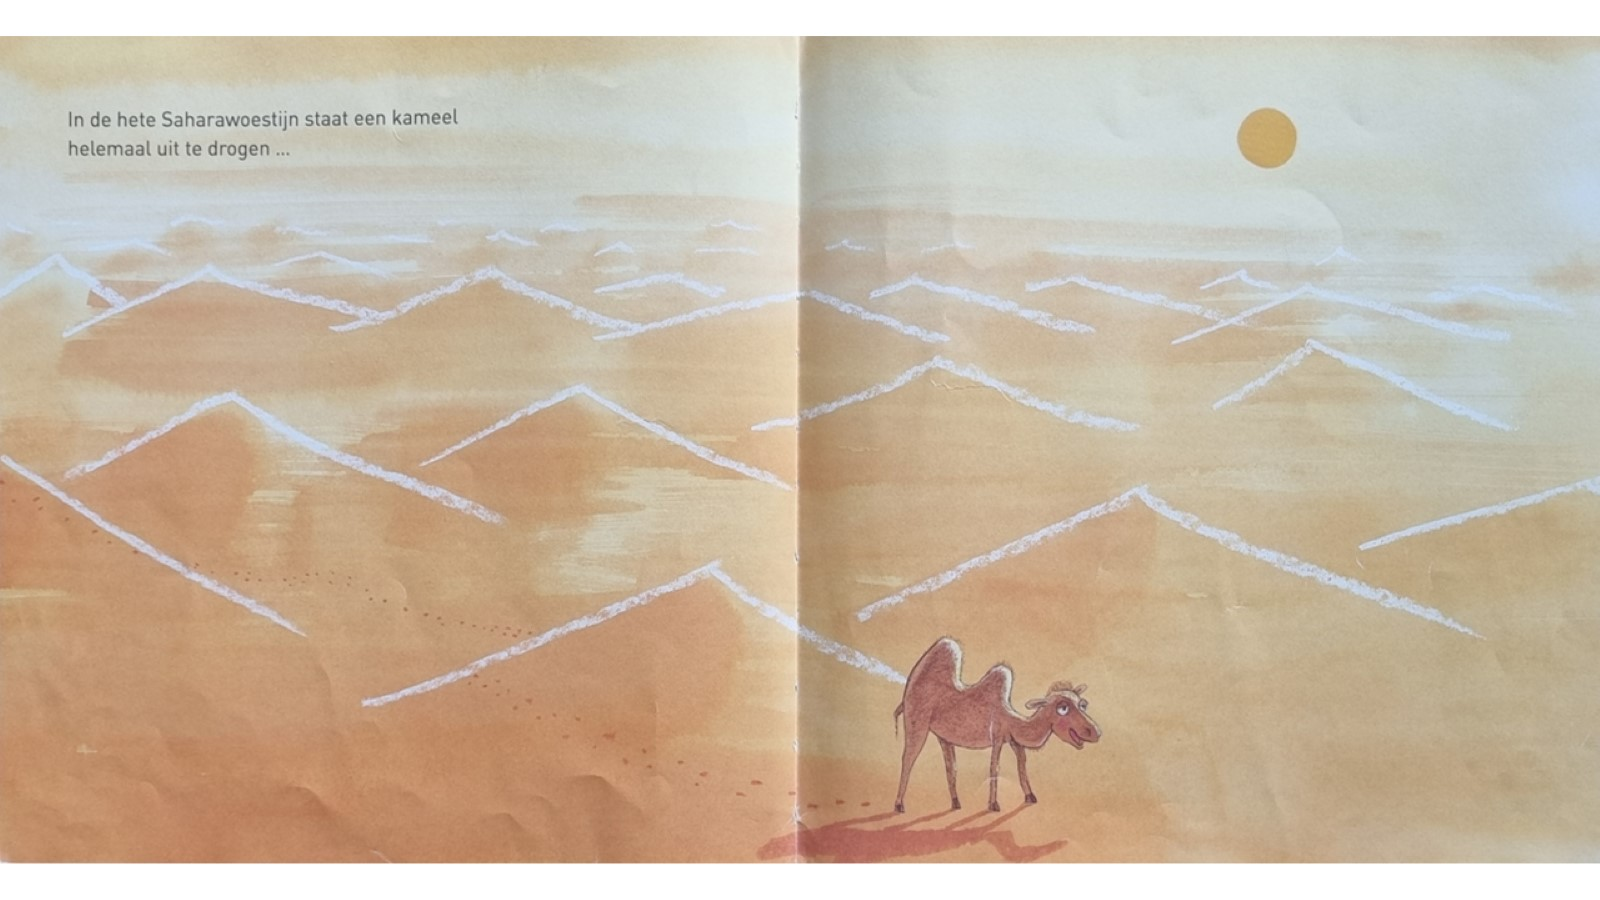 In de hete Saharawoestijn staat een kameel
helemaal uit te drogen ...